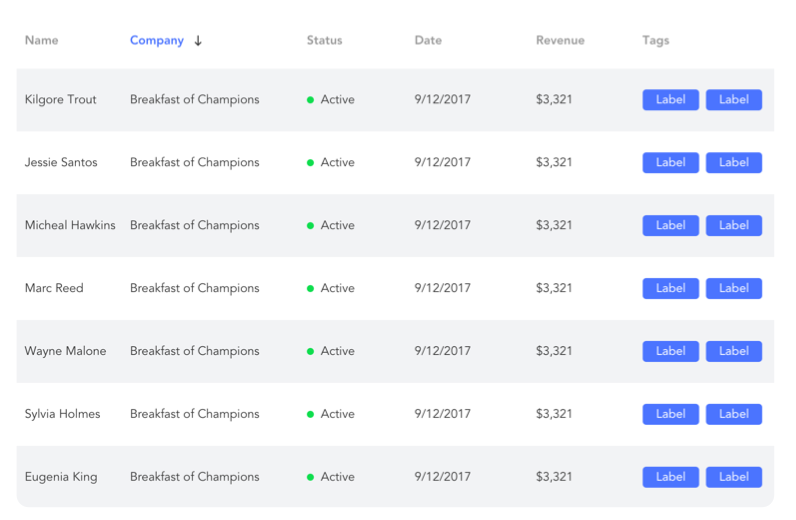 Name Company ↓ Status Date Revenue Tags
Kilgore Trout Breakfast of Champions Active 9/12/2017 $3,321 Label Label
Jessie Santos Breakfast of Champions Active 9/12/2017 $3,321 Label Label
Micheal Hawkins Breakfast of Champions Active 9/12/2017 $3,321 Label Label
Marc Reed Breakfast of Champions Active 9/12/2017 $3,321 Label Label
Wayne Malone Breakfast of Champions Active 9/12/2017 $3,321 Label Label
Sylvia Holmes Breakfast of Champions Active 9/12/2017 $3,321 Label Label
Eugenia King Breakfast of Champions Active 9/12/2017 $3,321 Label Label